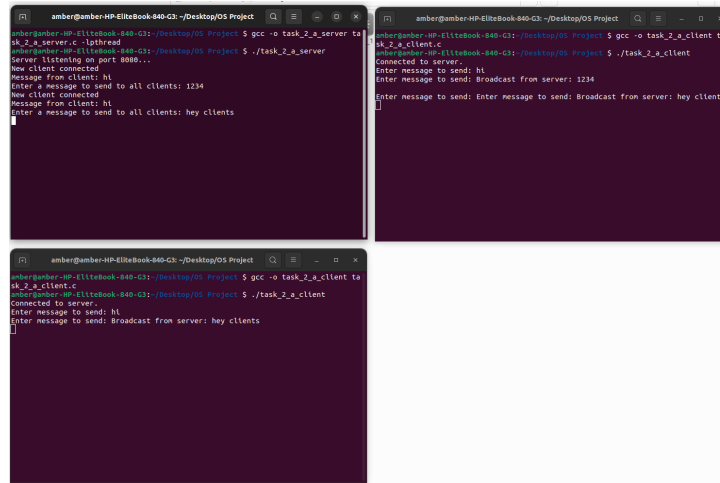 amber@amber-HP-EliteBook-840-G3: ~/Desktop/OS Project
amber@amber-HP-EliteBook-840-G3:~/Desktop/OS Project $ gcc -o task_2_a_server ta
sk_2_a_server.c -lpthread
amber@amber-HP-EliteBook-840-G3:~/Desktop/OS Project $ ./task_2_a_server
Server listening on port 8080...
New client connected
Message from client: hi
Enter a message to send to all clients: 1234
New client connected
Message from client: hi
Enter a message to send to all clients: hey clients
amber@amber-HP-EliteBook-840-G3: ~/Desktop/OS Project
amber@amber-HP-EliteBook-840-G3:~/Desktop/OS Project $ gcc -o task_2_a_client t
sk_2_a_client.c
amber@amber-HP-EliteBook-840-G3:~/Desktop/OS Project $ ./task_2_a_client
Connected to server.
Enter message to send: hi
Enter message to send: Broadcast from server: 1234
Enter message to send: Enter message to send: Broadcast from server: hey client
amber@amber-HP-EliteBook-840-G3: ~/Desktop/OS Project
amber@amber-HP-EliteBook-840-G3:~/Desktop/OS Project $ gcc -o task_2_a_client ta
sk_2_a_client.c
amber@amber-HP-EliteBook-840-G3:~/Desktop/OS Project $ ./task_2_a_client
Connected to server.
Enter message to send: hi
Enter message to send: Broadcast from server: hey clients